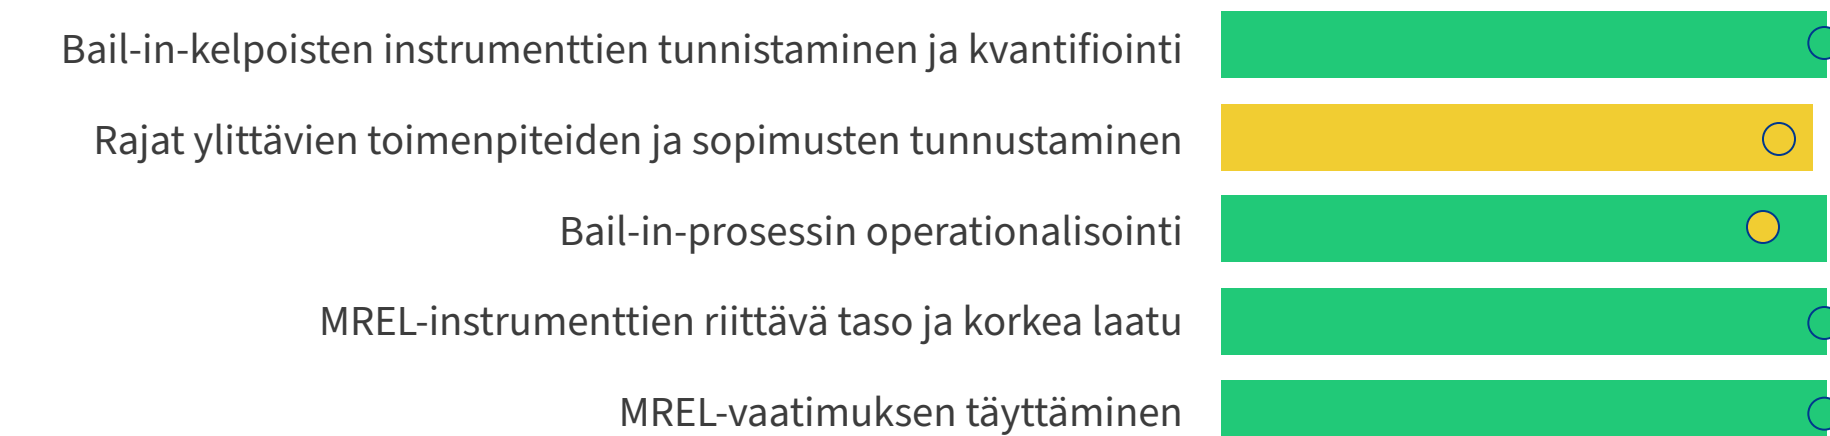 Bail-in-kelpoisten instrumenttien tunnistaminen ja kvantifiointi
Rajat ylittävien toimenpiteiden ja sopimusten tunnustaminen
Bail-in-prosessin operationalisointi
MREL-instrumenttien riittävä taso ja korkea laatu
MREL-vaatimuksen täyttäminen